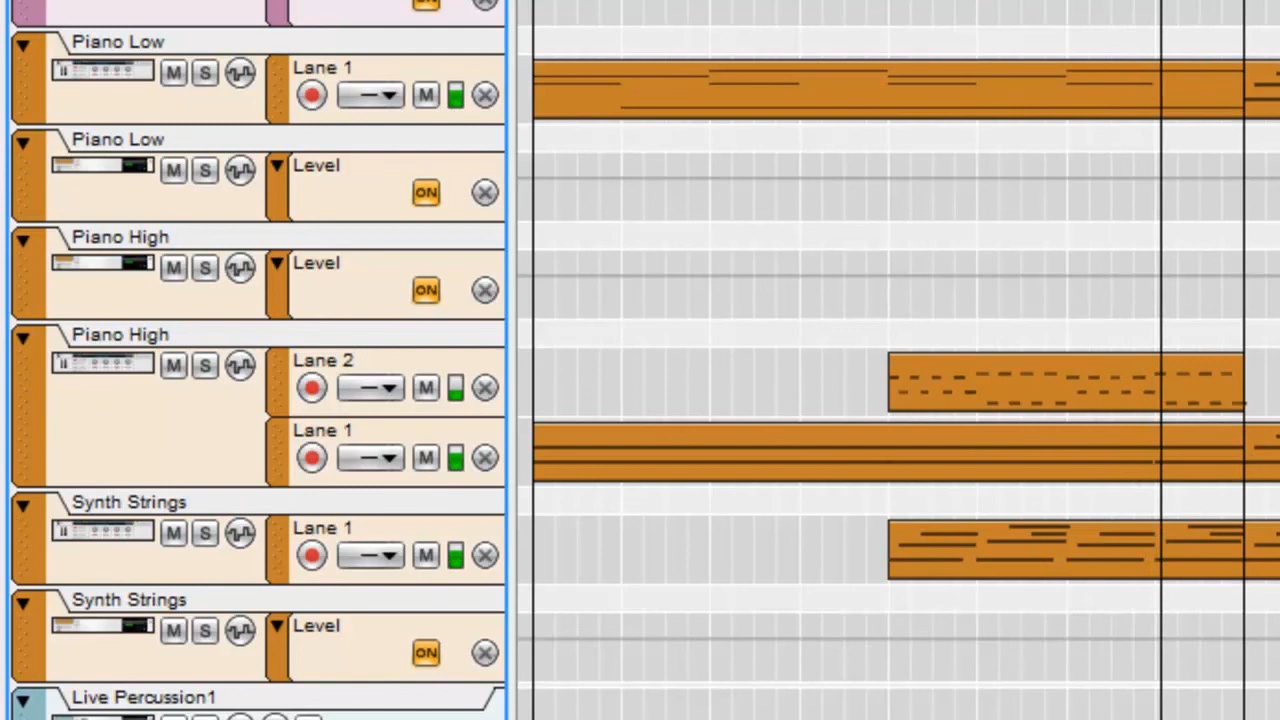 ON
Piano Low
M S Lane 1
M
Piano Low
M S Level
ON
Piano High
M S Level
ON
Piano High
M S Lane 2
M
Lane 1
M
Synth Strings
M S Lane 1
M
Synth Strings
M S Level
ON
Live Percussion1